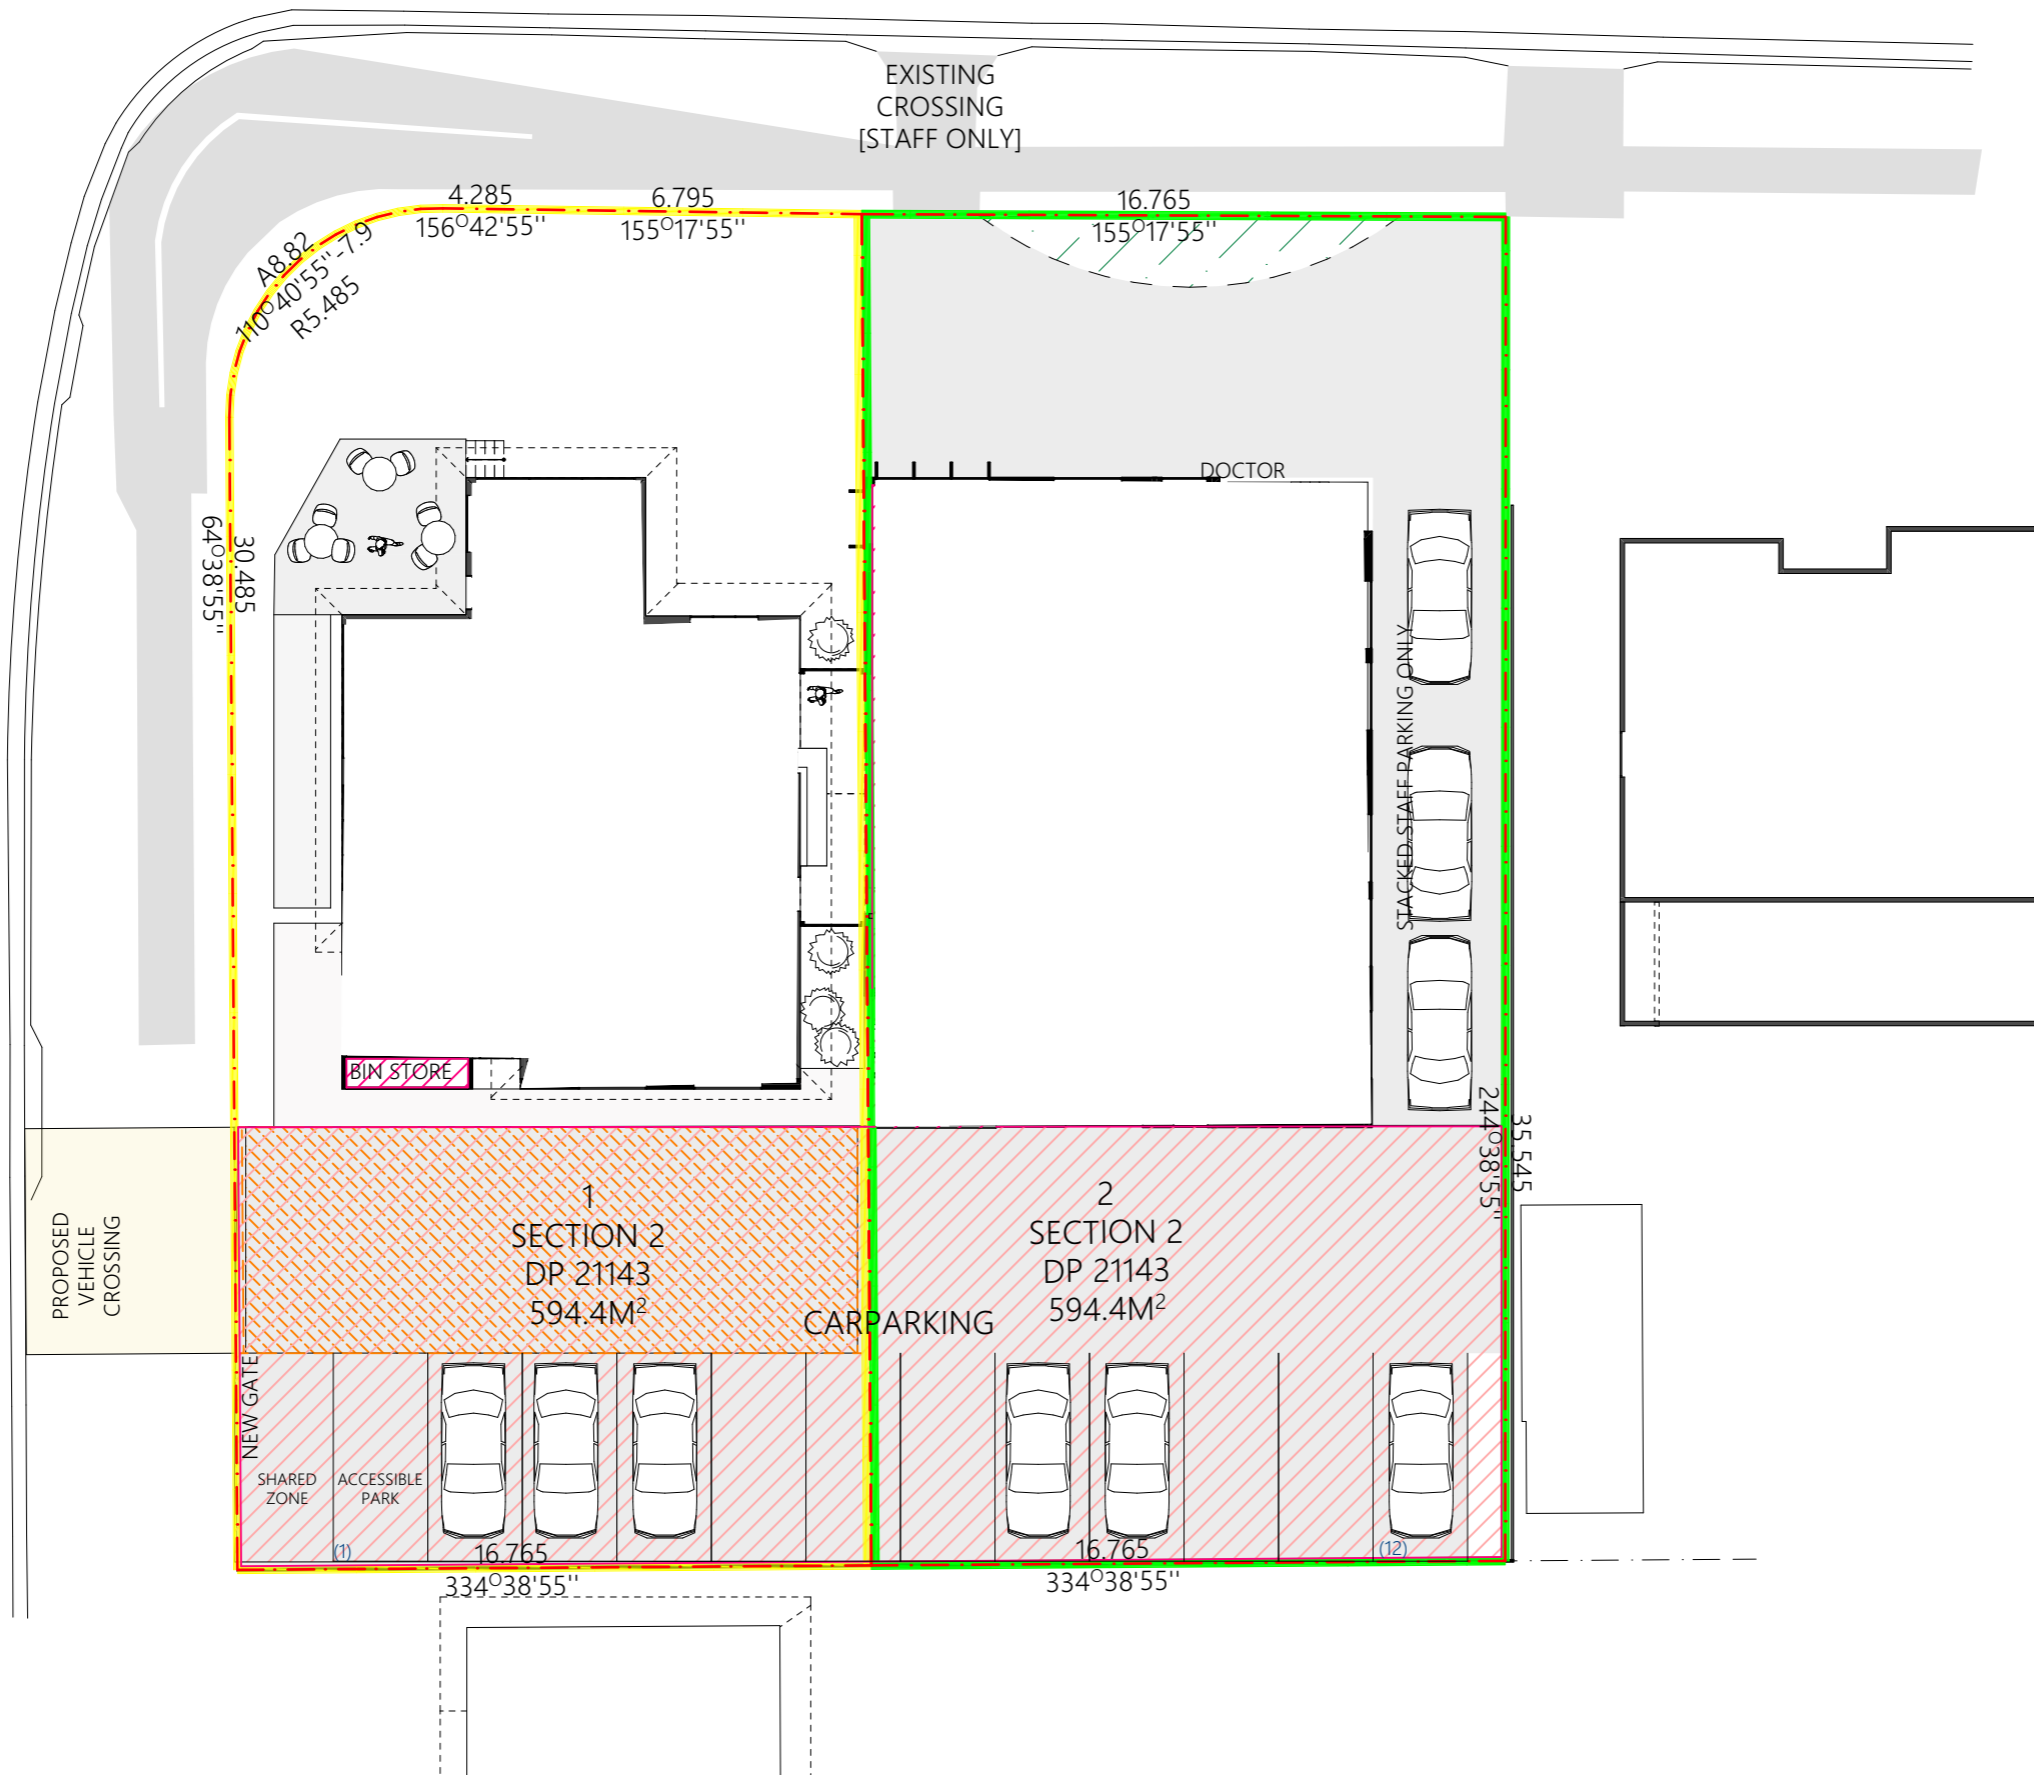 EXISTING
CROSSING
[STAFF ONLY]
4.285
156°42'55"
6.795
155°17'55"
16.765
155°17'55"
A8.82
110°40'55"-7.9
R5.485
30.485
64°38'55"
DOCTOR
STACKED STAFF PARKING ONLY
BIN STORE
35.545
244°38'55"
PROPOSED
VEHICLE
CROSSING
1
SECTION 2
DP 21143
594.4M²
2
SECTION 2
DP 21143
594.4M²
CARPARKING
NEW GATE
SHARED
ZONE
ACCESSIBLE
PARK
(1)
16.765
334°38'55"
16.765
334°38'55"
(12)